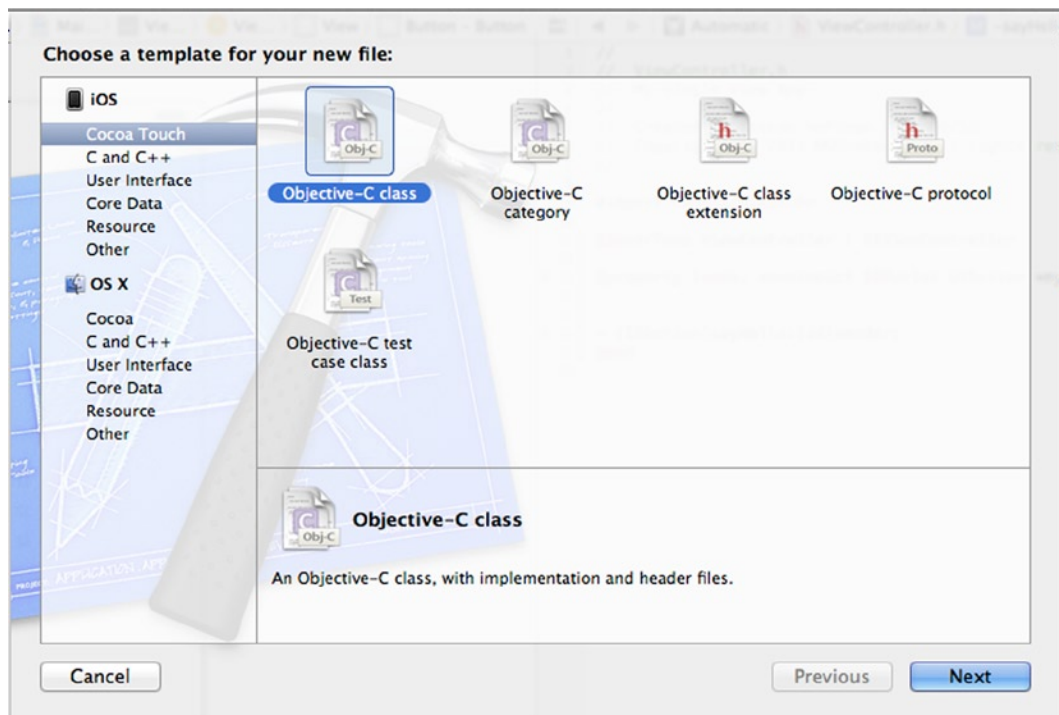 Choose a template for your new file:
iOS
Cocoa Touch
C and C++
User Interface
Core Data
Resource
Other
OS X
Cocoa
C and C++
User Interface
Core Data
Resource
Other
C
Obj-C
Objective-C class
C
Obj-C
Objective-C
category
h
Obj-C
Objective-C class
extension
h
Proto
Objective-C protocol
C
Test
Objective-C test
case class
C
Obj-C
Objective-C class
An Objective-C class, with implementation and header files.
Cancel
Previous
Next